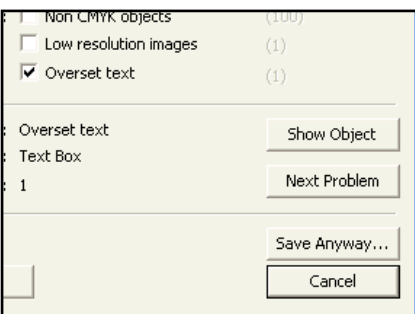 : Non CMYK objects (100)
Low resolution images (1)
Overset text (1)
: Overset text
Show Object
: Text Box
: 1
Next Problem
Save Anyway...
Cancel